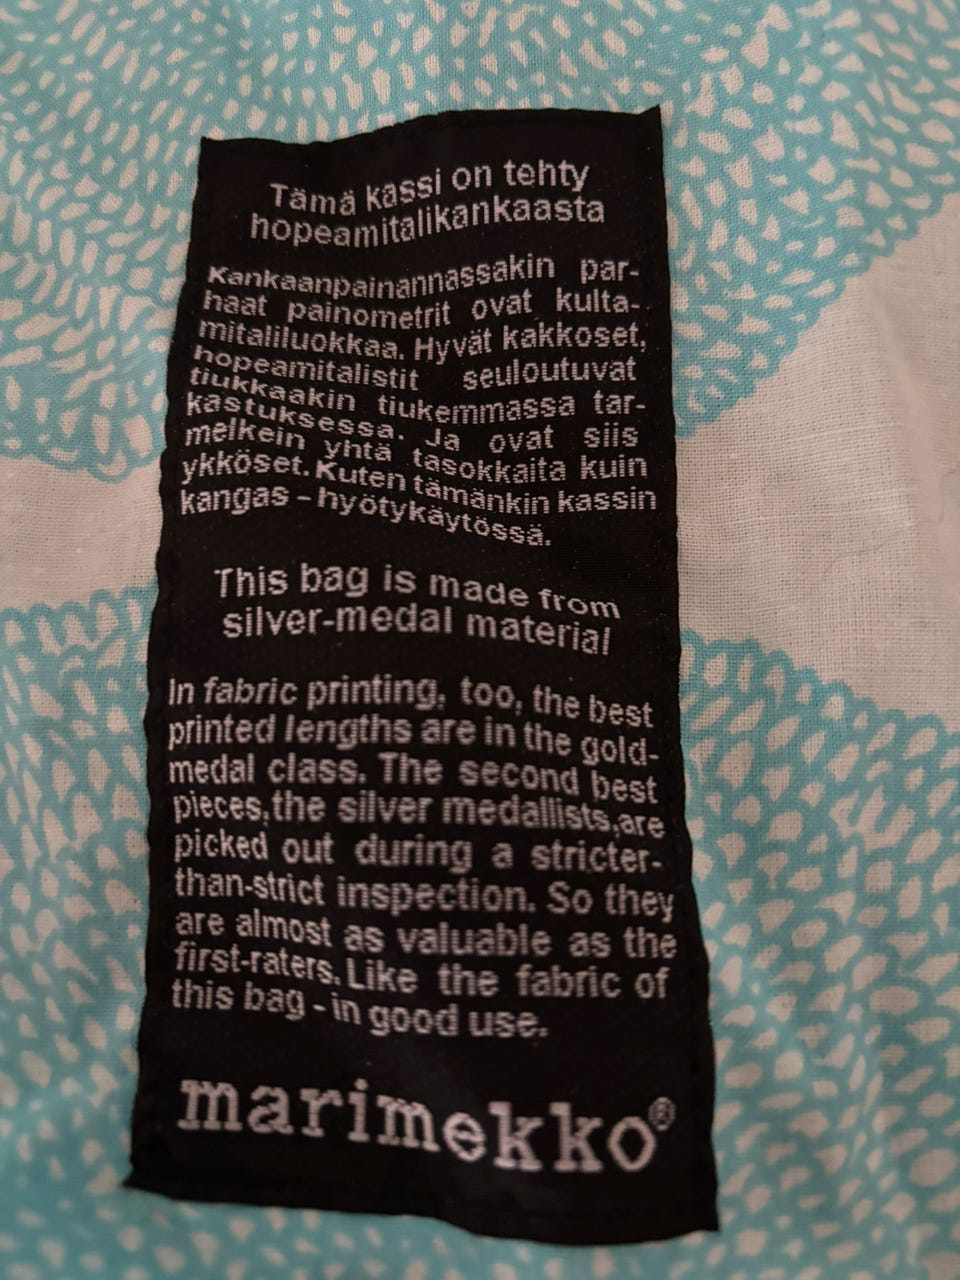 Tämä kassi on tehty
hopeamitalikankaasta
Kankaanpainannassakin par-
haat painometrit ovat kulta-
mitaliluokkaa. Hyvät kakkoset,
hopeamitalistit seuloutuvat
tiukkaakin tiukemmassa tar-
kastuksessa. Ja ovat siis
melkein yhtä tasokkaita kuin
ykköset. Kuten tämänkin kassin
kangas - hyötykäytössä.
This bag is made from
silver-medal material
In fabric printing, too, the best
printed lengths are in the gold-
medal class. The second best
pieces,the silver medallists,are
picked out during a stricter-
than-strict inspection. So they
are almost as valuable as the
first-raters. Like the fabric of
this bag - in good use.
marimekko®